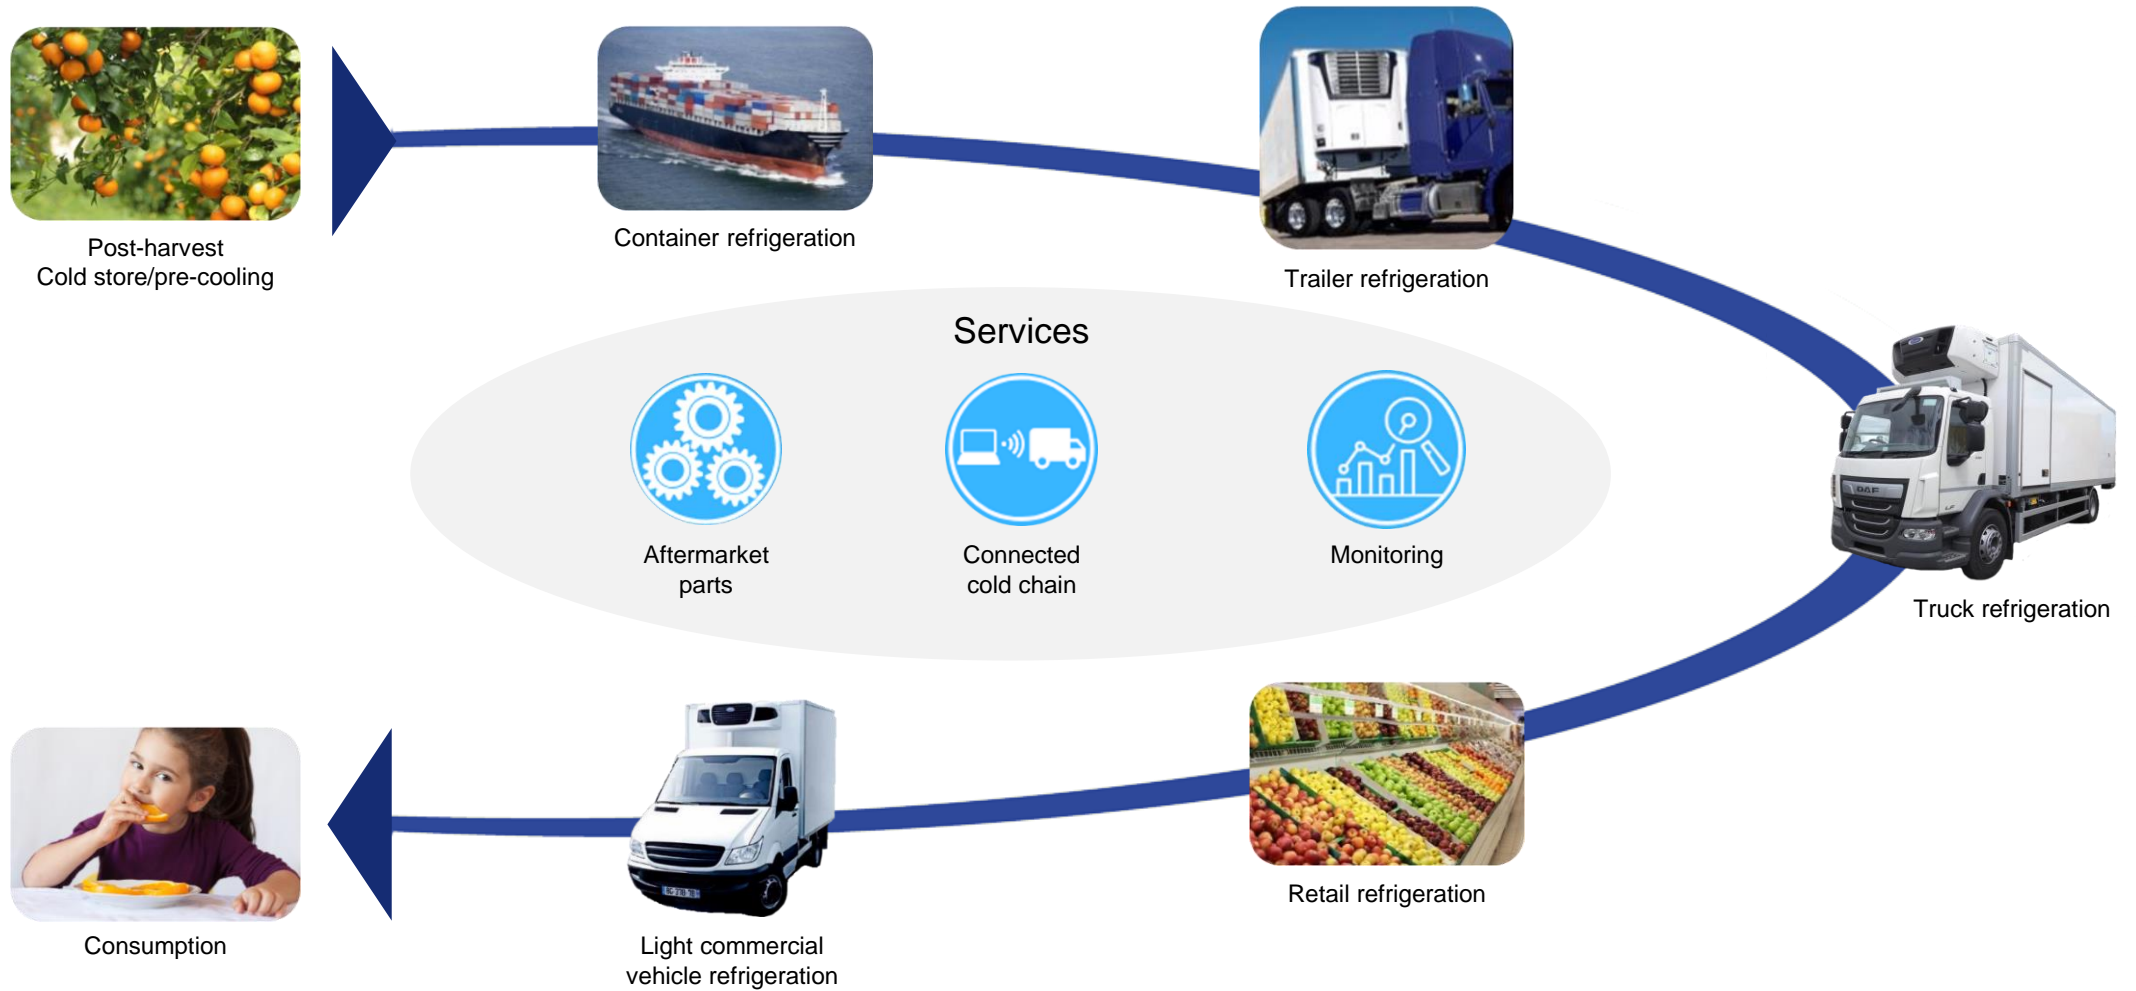 Post-harvest
Cold store/pre-cooling
Container refrigeration
Trailer refrigeration
Services
Aftermarket
parts
Connected
cold chain
Monitoring
DAF
Truck refrigeration
Retail refrigeration
Consumption
Light commercial
vehicle refrigeration